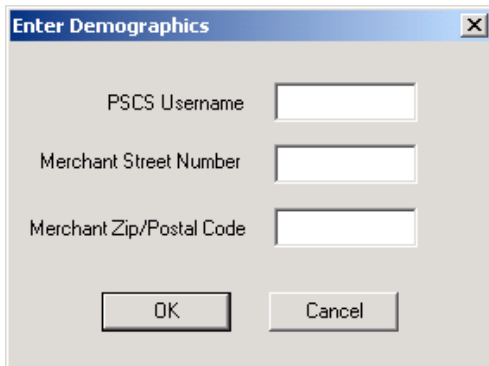 Enter Demographics
PSCS Username
Merchant Street Number
Merchant Zip/Postal Code
OK Cancel